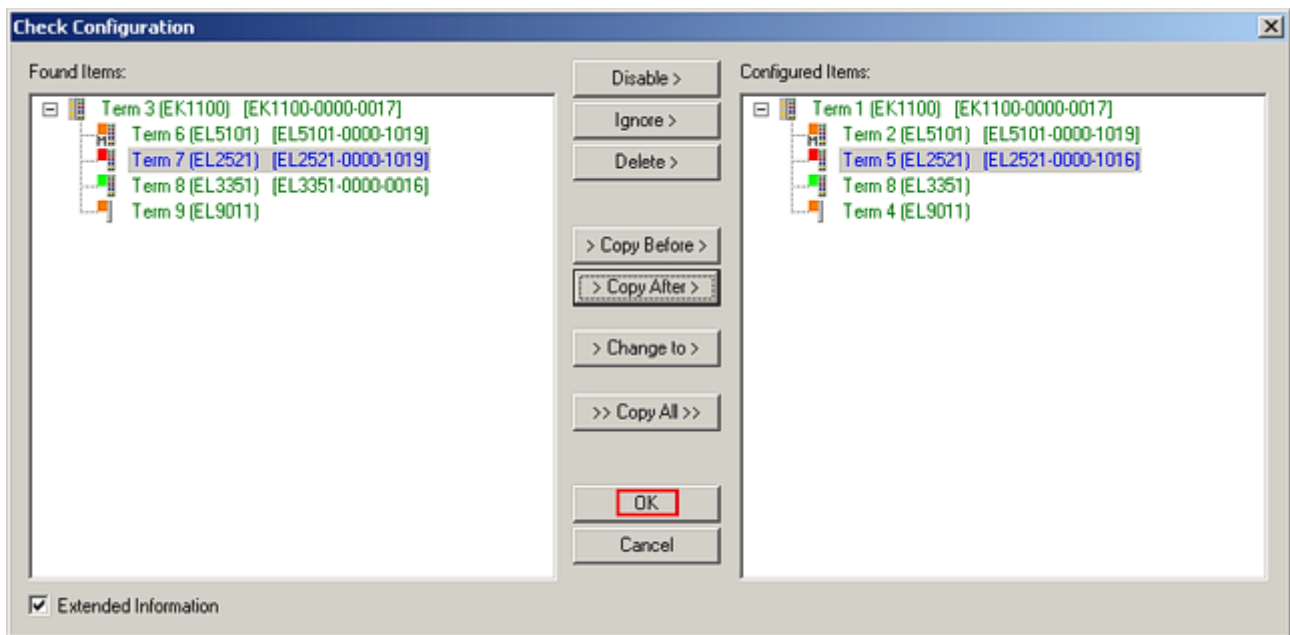 Check Configuration
Found Items:
Term 3 (EK1100) [EK1100-0000-0017]
Term 6 (EL5101) [EL5101-0000-1019]
Term 7 (EL2521) [EL2521-0000-1019]
Term 8 (EL3351) [EL3351-0000-0016]
Term 9 (EL9011)
Disable >
Ignore >
Delete >
> Copy Before >
> Copy After >
> Change to >
>> Copy All >>
OK
Cancel
Configured Items:
Term 1 (EK1100) [EK1100-0000-0017]
Term 2 (EL5101) [EL5101-0000-1019]
Term 5 (EL2521) [EL2521-0000-1016]
Term 8 (EL3351)
Term 4 (EL9011)
Extended Information